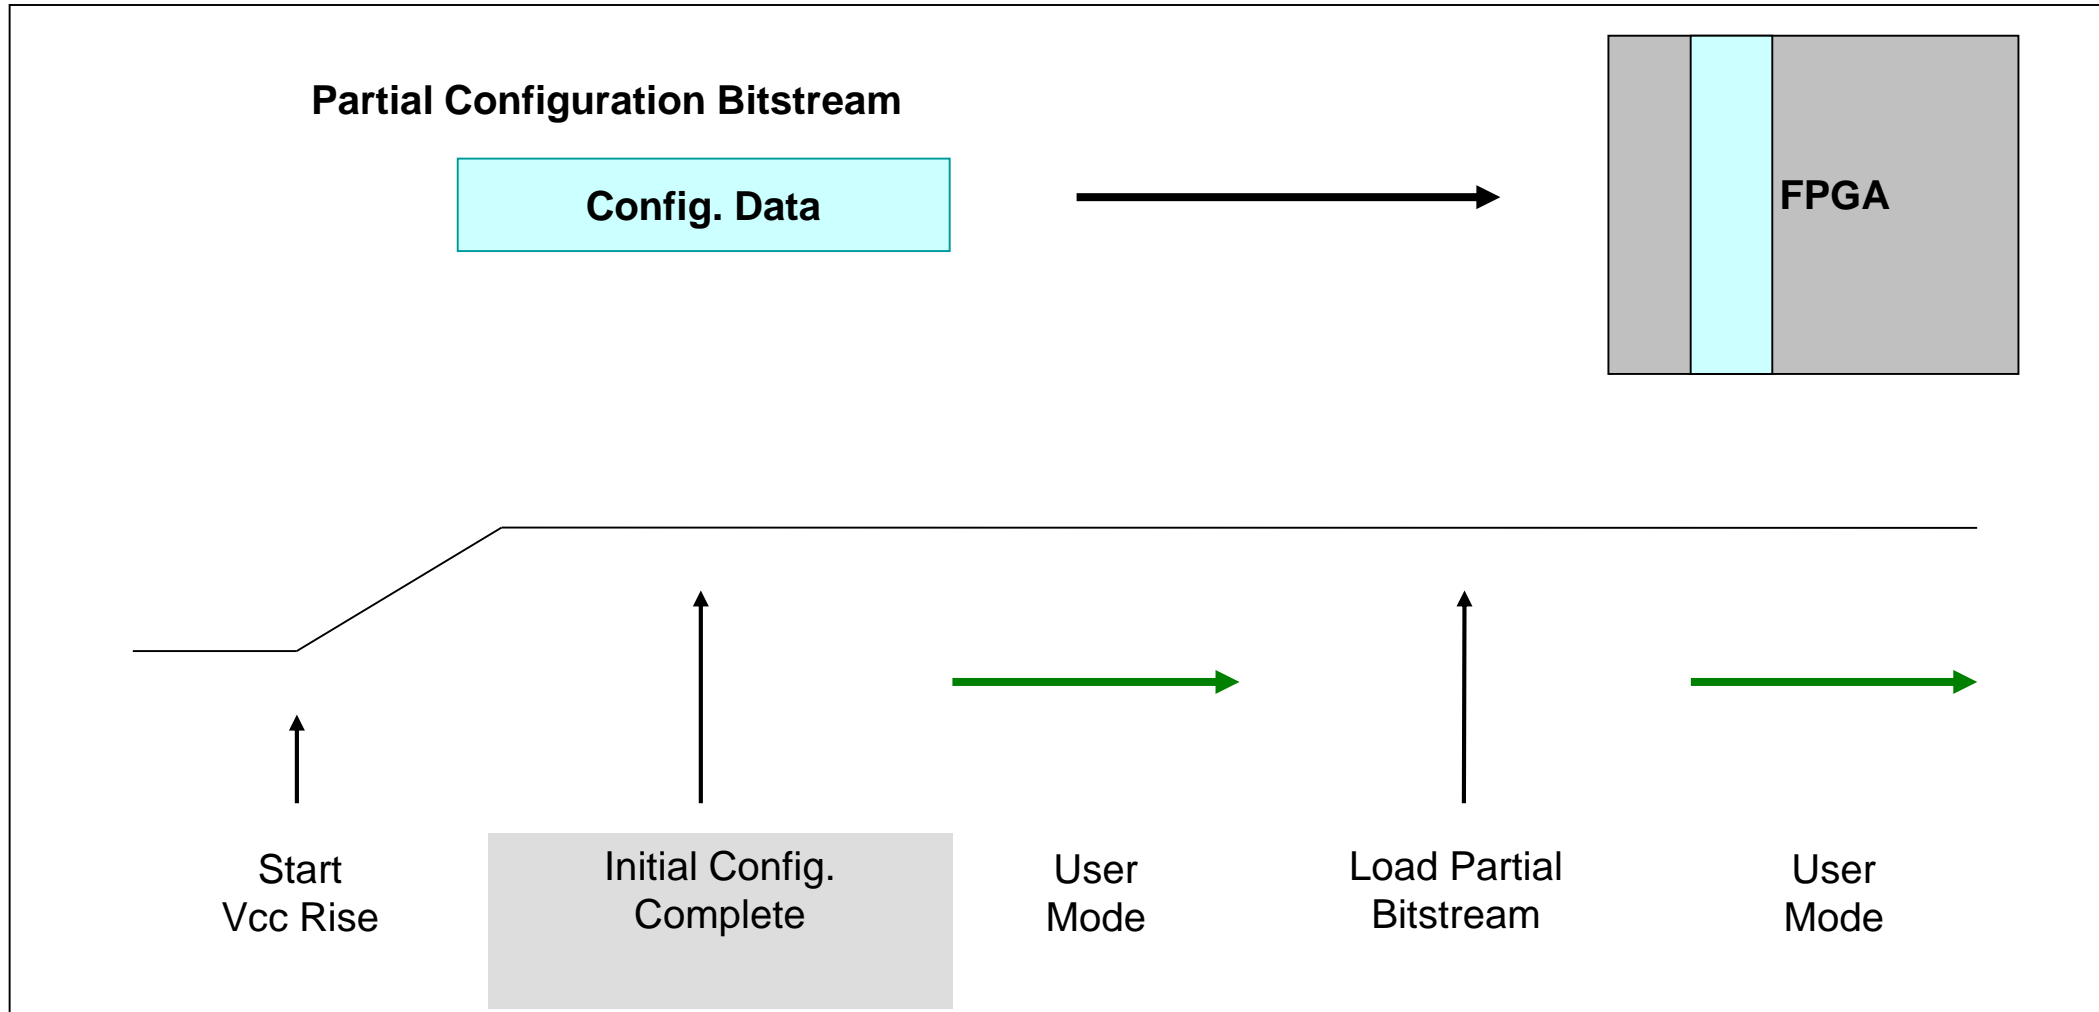 Partial Configuration Bitstream
Config. Data
FPGA
Start
Vcc Rise
Initial Config.
Complete
User
Mode
Load Partial
Bitstream
User
Mode